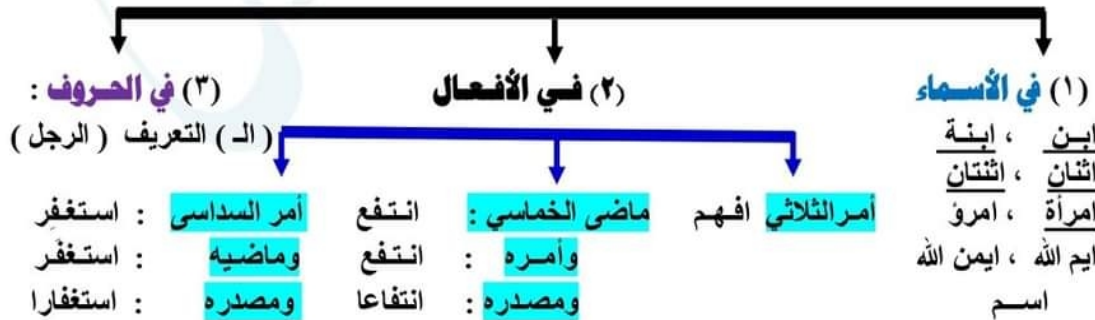 (١) في الأسماء
ابن ، ابنة
اثنان ، اثنتان
امرأة ، امرؤ
ايم الله ، ايمن الله
اسم
(٢) في الأفعال
أمر الثلاثي افهم
ماضى الخماسي : انتفع
وأمره : انتفع
ومصدره : انتفاعا
أمر السداسى : استغفِر
وماضيه : استغفَر
ومصدره : استغفارا
(٣) في الحروف :
( الـ ) التعريف ( الرجل )